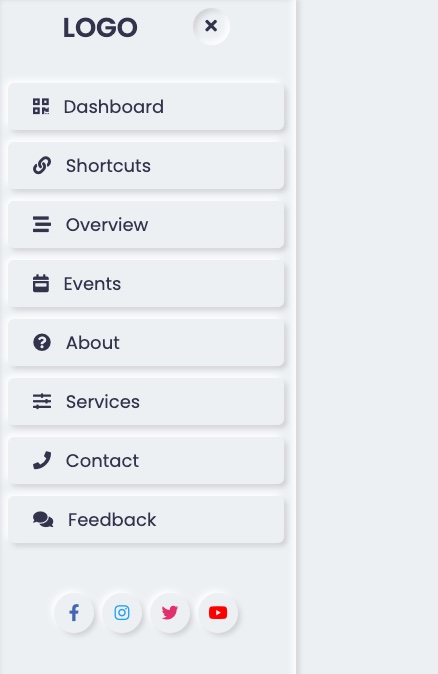 LOGO
Dashboard
Shortcuts
Overview
Events
About
Services
Contact
Feedback